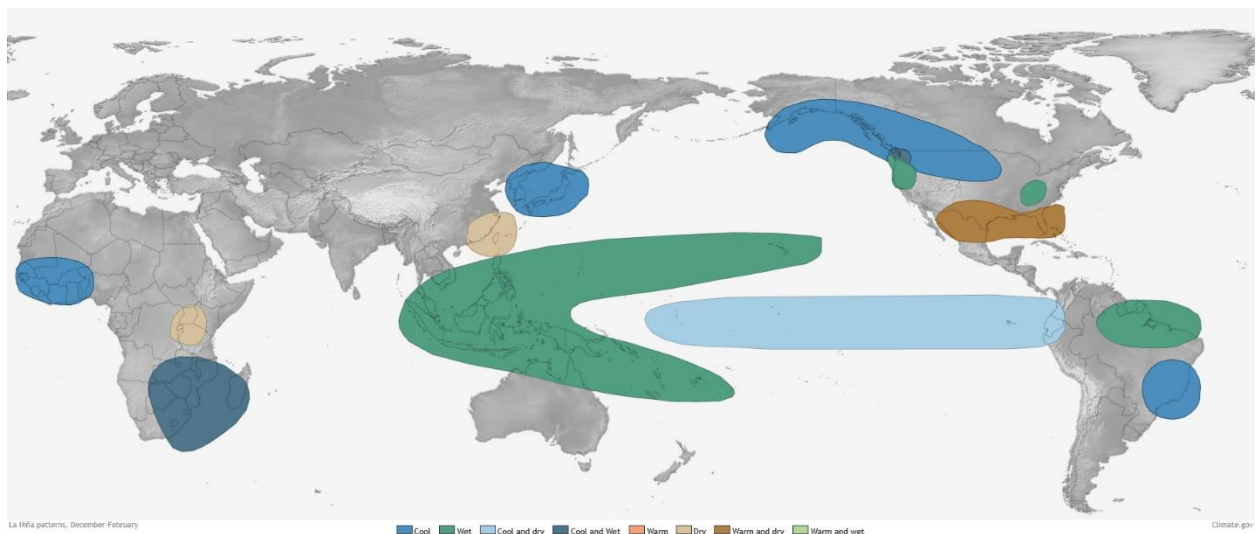 La Niña patterns, December-February
Cool Wet Cool and dry Cool and Wet Warm Dry Warm and dry Warm and wet
Climate.gov